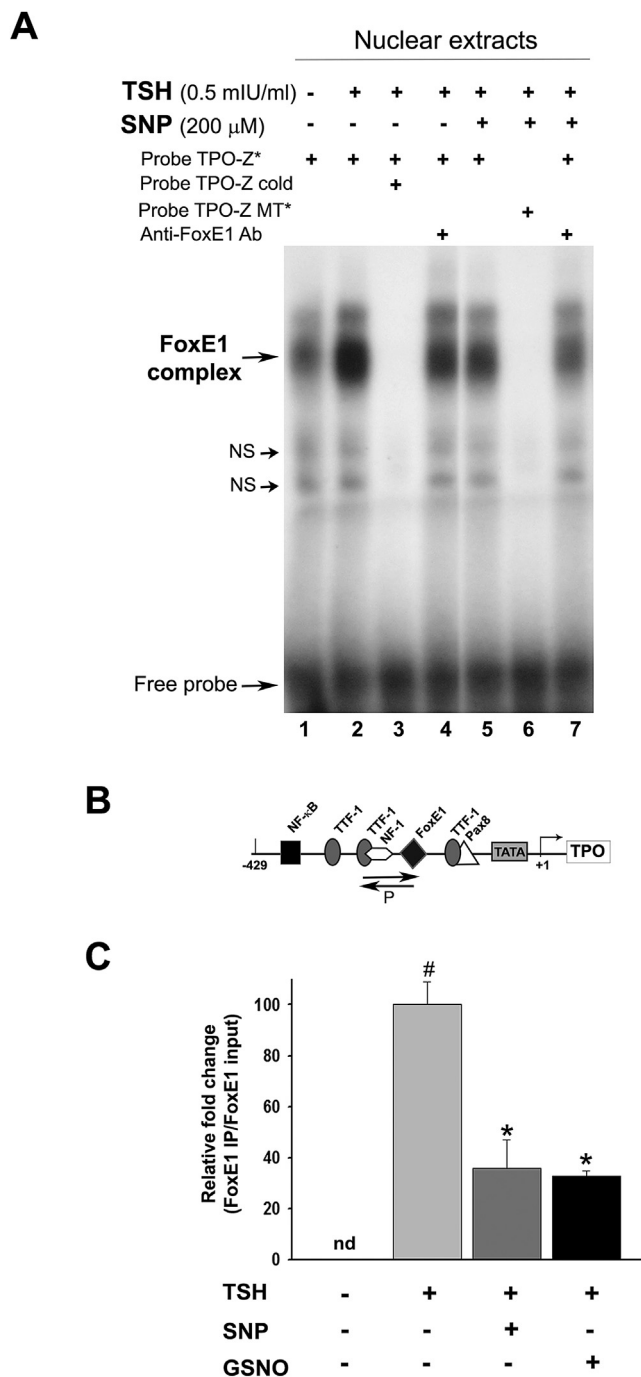 A
Nuclear extracts
TSH (0.5 mIU/ml) - + + + + + +
SNP (200 µM) - - - - + + +
Probe TPO-Z* + + + + + +
Probe TPO-Z cold +
Probe TPO-Z MT* +
Anti-FoxE1 Ab + +
FoxE1
complex
NS
NS
Free probe
1 2 3 4 5 6 7
B
NF-κB TTF-1 TTF-1 NF-1 FoxE1 TTF-1 Pax8
-429 TATA +1 TPO
P
C
Relative fold change
(FoxE1 IP/FoxE1 input)
100
80
60
40
20
0
nd # * *
TSH - + + +
SNP - - + -
GSNO - - - +